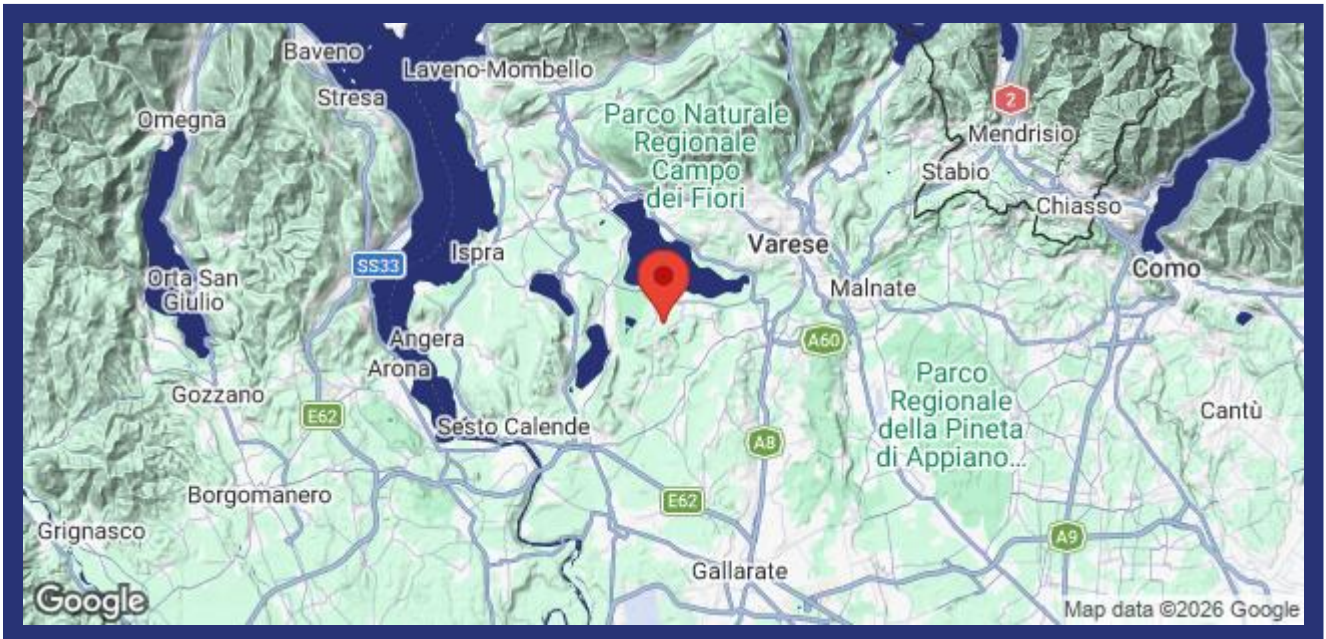 Baveno
Laveno-Mombello
Stresa
Omegna
Parco Naturale
Regionale
Campo
dei Fiori
2
Mendrisio
Stabio
Chiasso
Ispra
Varese
SS33
Orta San
Giulio
Como
Malnate
Angera
Arona
A60
Gozzano
E62
Parco
Regionale
della Pineta
di Appiano...
Cantù
Sesto Calende
A8
Borgomanero
E62
Grignasco
A9
Gallarate
Google
Map data ©2026 Google